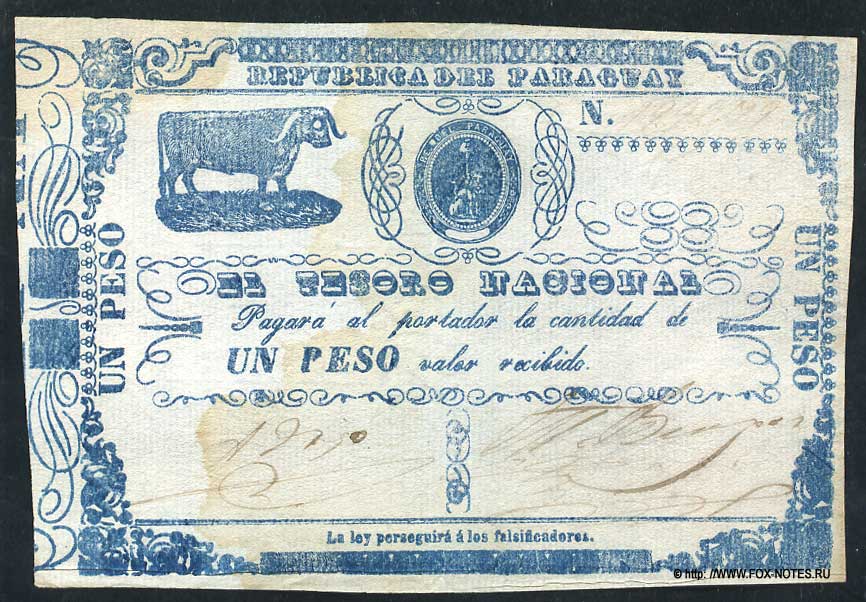 REPUBLICA DEL PARAGUAY
N.
UN PESO
EL TESORO NACIONAL
Pagará al portador la cantidad de
UN PESO valor recibido.
UN PESO
La ley perseguirá á los falsificadores.
© http: //WWW.FOX-NOTES.RU